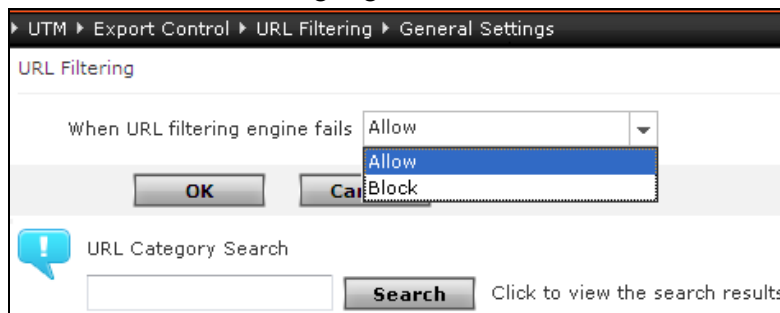 UTM Export Control URL Filtering General Settings
URL Filtering
When URL filtering engine fails Allow
Allow
Block
OK
URL Category Search
Search Click to view the search results